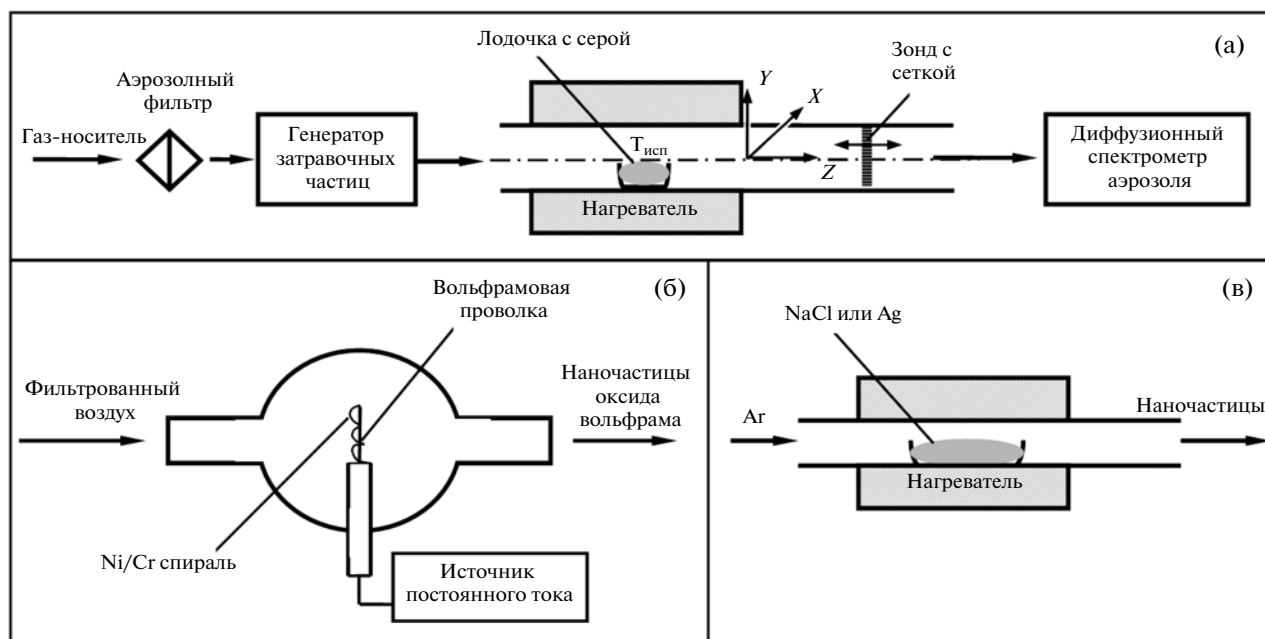 (а)
Лодочка с серой
Зонд с
сеткой
Аэрозолный
фильтр
Y
X
Газ-носитель
Генератор
затравочных
частиц
Tисп
Z
Диффузионный
спектрометр
аэрозоля
Нагреватель
(б)
Вольфрамовая
проволка
Фильтрованный
воздух
Наночастицы
оксида
вольфрама
Ni/Cr спираль
Источник
постоянного тока
(в)
NaCl или Ag
Ar
Наночастицы
Нагреватель